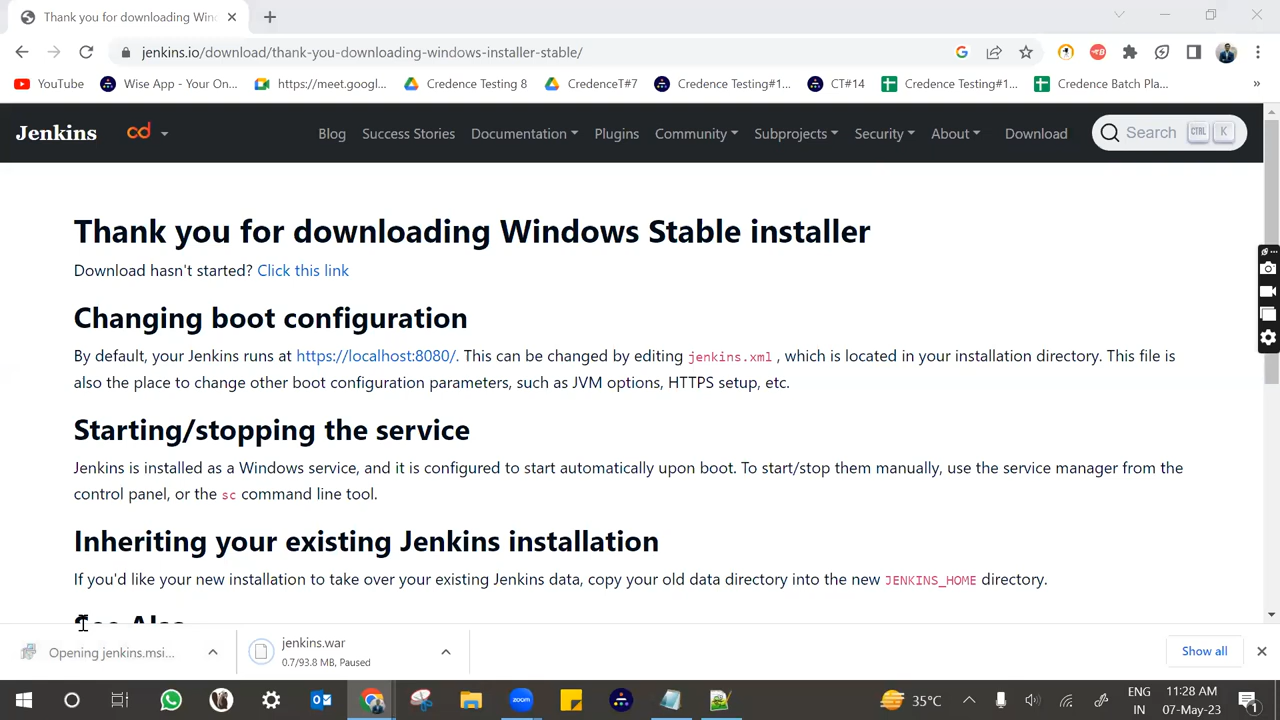 Thank you for downloading Wind
jenkins.io/download/thank-you-downloading-windows-installer-stable/
YouTube
Wise App - Your On...
https://meet.googl...
Credence Testing 8
CredenceT#7
Credence Testing#1...
CT#14
Credence Testing#1...
Credence Batch Pla...
»
Jenkins
cd
Blog
Success Stories
Documentation
Plugins
Community
Subprojects
Security
About
Download
Search CTRL K
Thank you for downloading Windows Stable installer
Download hasn't started? Click this link
Changing boot configuration
By default, your Jenkins runs at https://localhost:8080/. This can be changed by editing jenkins.xml , which is located in your installation directory. This file is
also the place to change other boot configuration parameters, such as JVM options, HTTPS setup, etc.
Starting/stopping the service
Jenkins is installed as a Windows service, and it is configured to start automatically upon boot. To start/stop them manually, use the service manager from the
control panel, or the sc command line tool.
Inheriting your existing Jenkins installation
If you'd like your new installation to take over your existing Jenkins data, copy your old data directory into the new JENKINS_HOME directory.
See Also
Opening jenkins.msi...
jenkins.war
0.7/93.8 MB, Paused
Show all
zoom
35°C
ENG
IN
11:28 AM
07-May-23
1